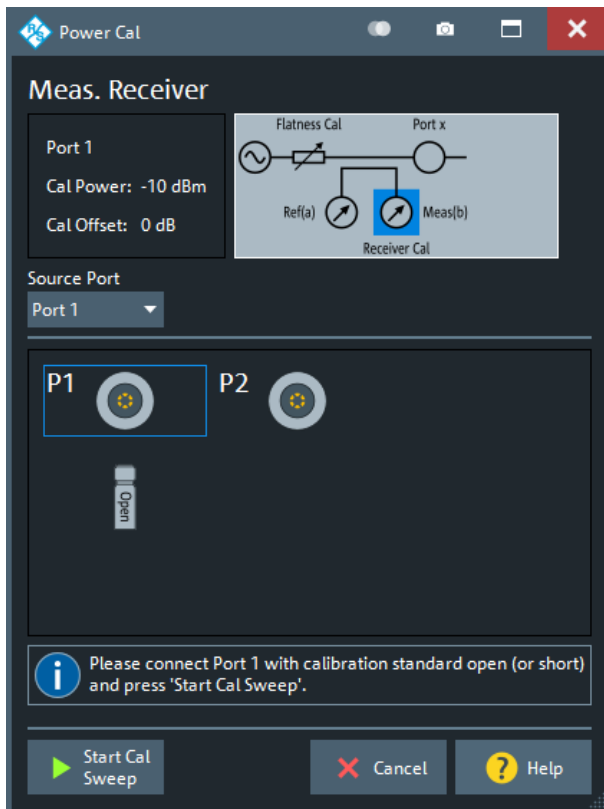 Power Cal
Meas. Receiver
Port 1
Cal Power: -10 dBm
Cal Offset: 0 dB
Flatness Cal
Port x
Ref(a)
Meas(b)
Receiver Cal
Source Port
Port 1
P1
P2
Open
Please connect Port 1 with calibration standard open (or short)
and press 'Start Cal Sweep'.
Start Cal
Sweep
Cancel
Help